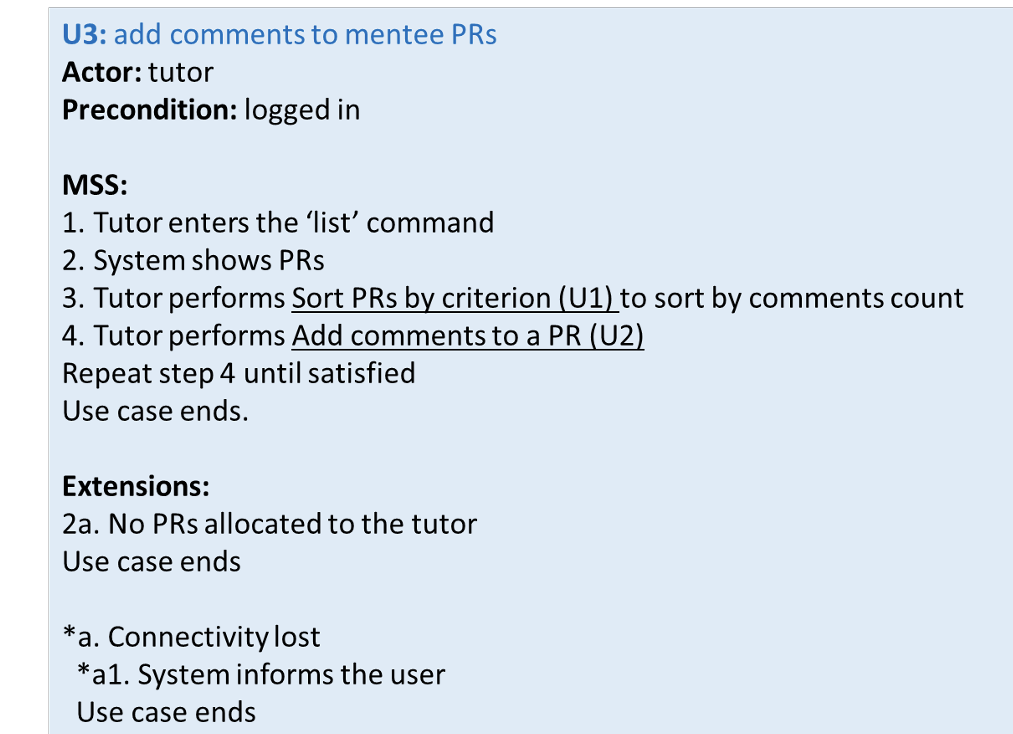 U3: add comments to mentee PRs
Actor: tutor
Precondition: logged in
MSS:
1. Tutor enters the ‘list’ command
2. System shows PRs
3. Tutor performs Sort PRs by criterion (U1) to sort by comments count
4. Tutor performs Add comments to a PR (U2)
Repeat step 4 until satisfied
Use case ends.
Extensions:
2a. No PRs allocated to the tutor
Use case ends
*a. Connectivity lost
*a1. System informs the user
Use case ends